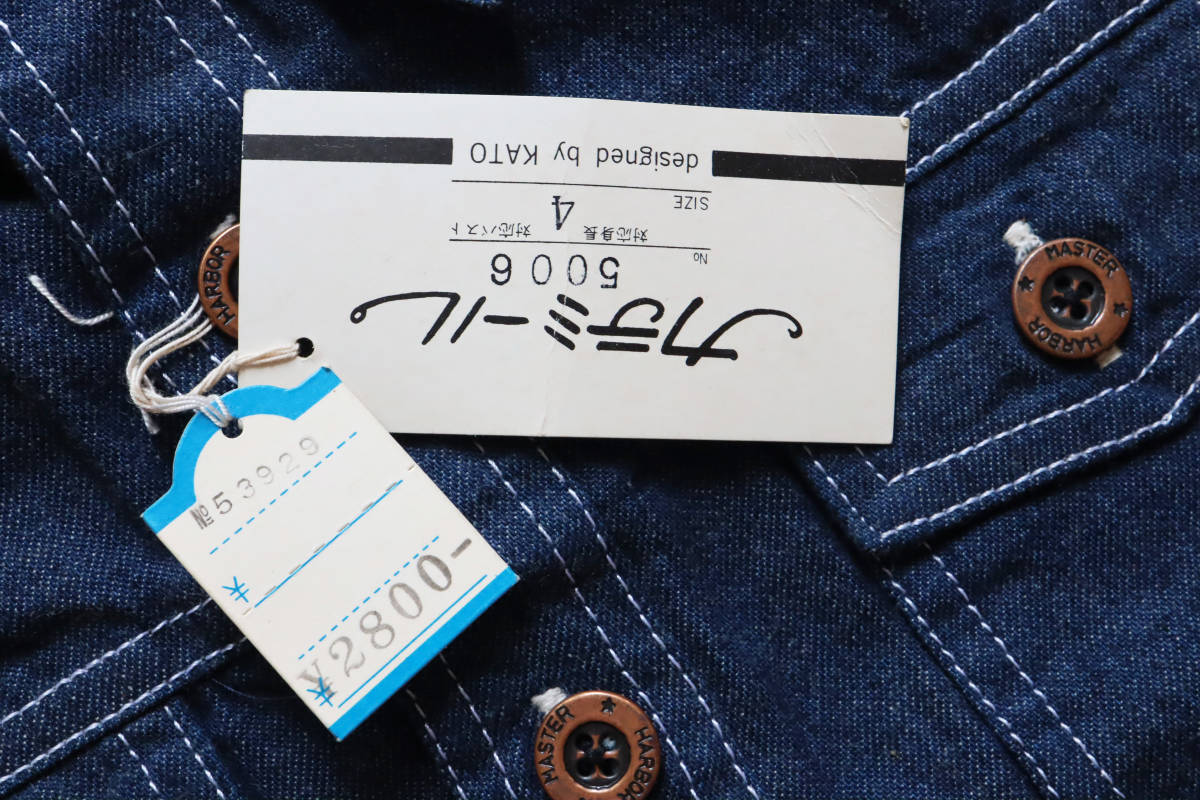 カテミール
No 5006
対応身長 対応バスト
SIZE 4
designed by KATO
№53929
¥
¥2800-
HARBOR
MASTER HARBOR
MASTER HARBOR